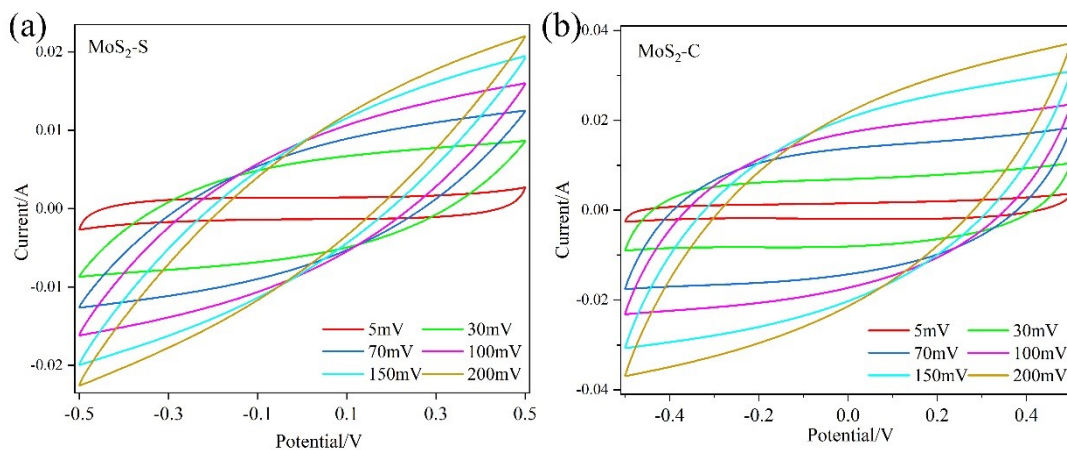 (a)
MoS2-S
Current/A
0.02
0.01
0.00
-0.01
-0.02
5mV 30mV
70mV 100mV
150mV 200mV
-0.5 -0.3 -0.1 0.1 0.3 0.5
Potential/V
(b)
MoS2-C
Current/A
0.04
0.02
0.00
-0.02
-0.04
5mV 30mV
70mV 100mV
150mV 200mV
-0.4 -0.2 0.0 0.2 0.4
Potential/V